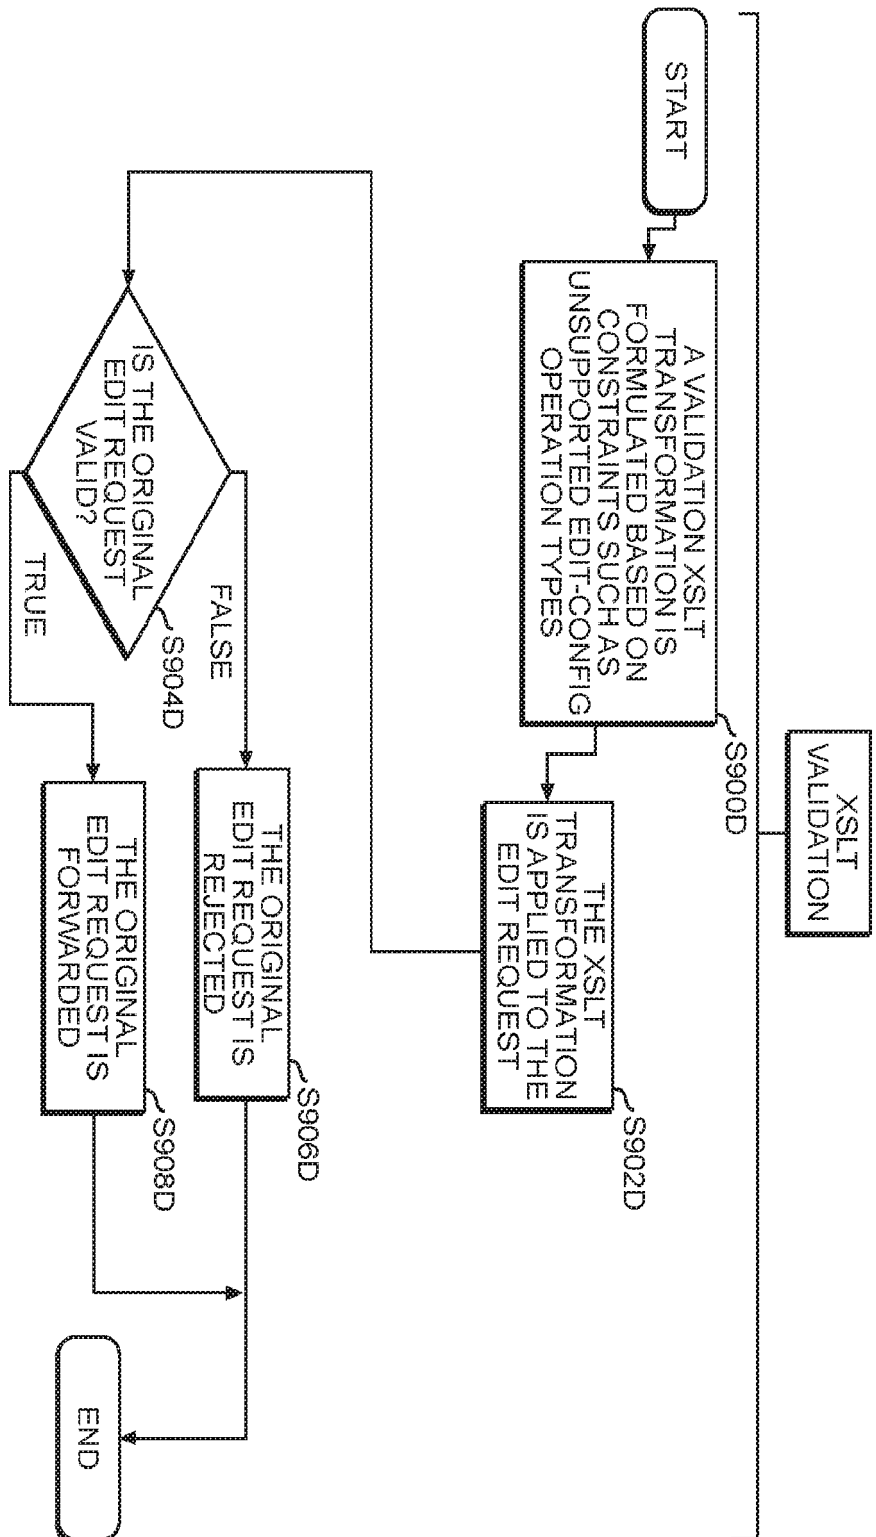 XSLT
VALIDATION
START
A VALIDATION XSLT
TRANSFORMATION IS
FORMULATED BASED ON
CONSTRAINTS SUCH AS
UNSUPPORTED EDIT-CONFIG
OPERATION TYPES
S900D
THE XSLT
TRANSFORMATION
IS APPLIED TO THE
EDIT REQUEST
S902D
IS THE ORIGINAL
EDIT REQUEST
VALID?
S904D
FALSE
THE ORIGINAL
EDIT REQUEST IS
REJECTED
S906D
TRUE
THE ORIGINAL
EDIT REQUEST IS
FORWARDED
S908D
END